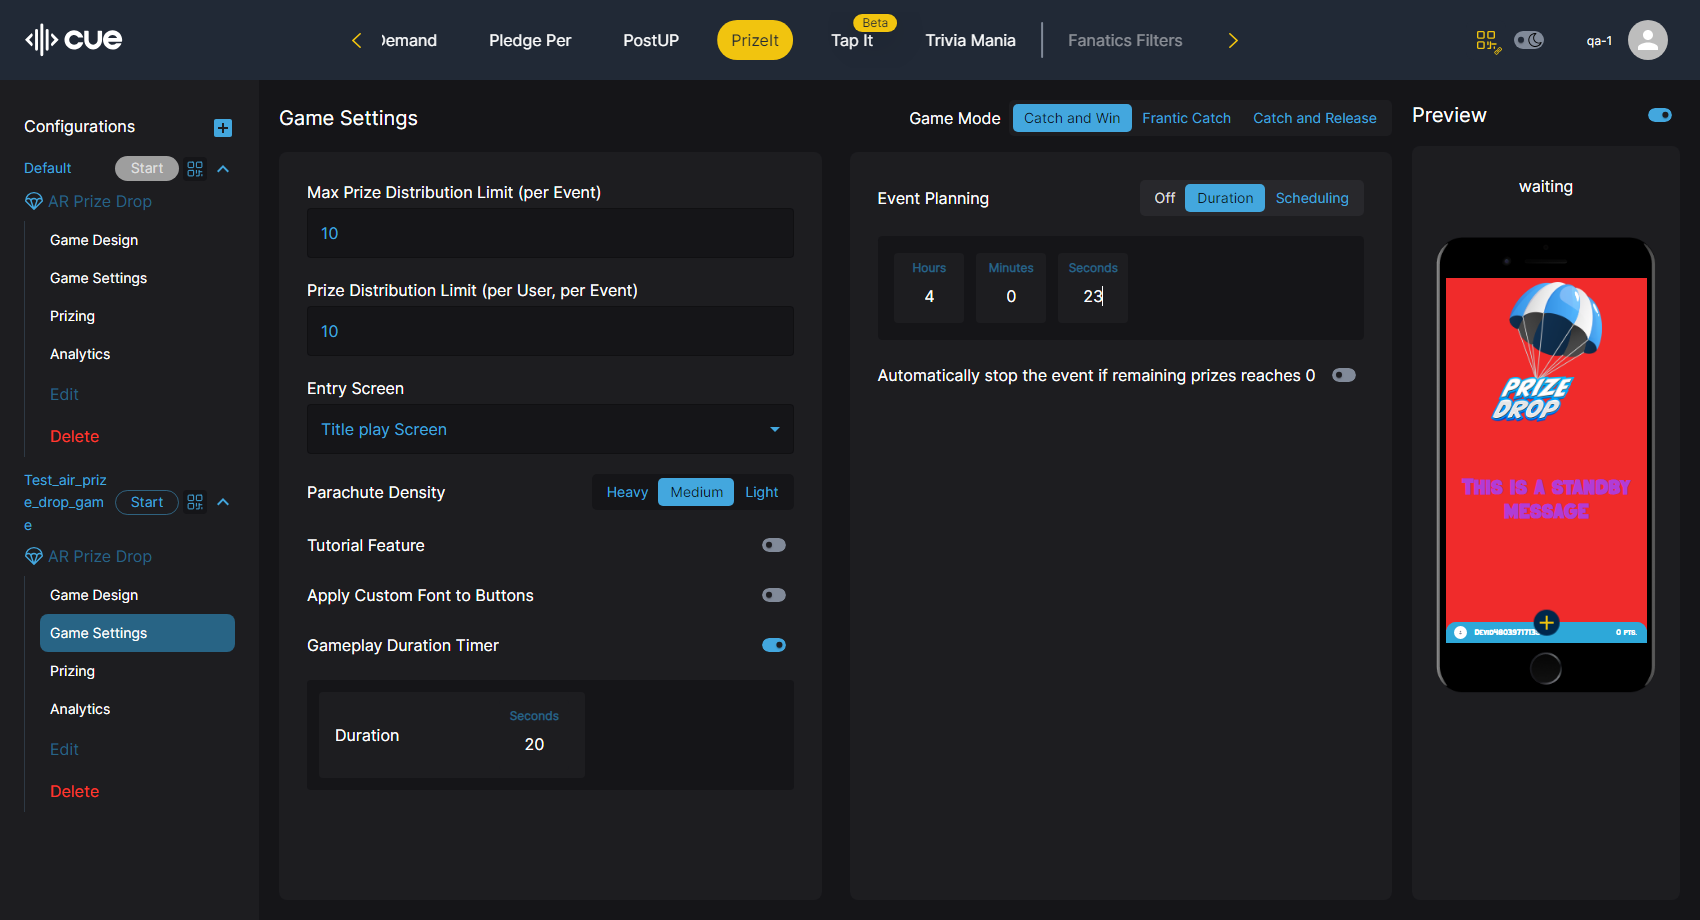 cue
Demand
Pledge Per
PostUP
PrizeIt
Beta
Tap It
Trivia Mania
Fanatics Filters
qa-1
Configurations
Default
Start
AR Prize Drop
Game Design
Game Settings
Prizing
Analytics
Edit
Delete
Test_air_priz
e_drop_gam
e
Start
AR Prize Drop
Game Design
Game Settings
Prizing
Analytics
Edit
Delete
Game Settings
Game Mode
Catch and Win
Frantic Catch
Catch and Release
Max Prize Distribution Limit (per Event)
10
Prize Distribution Limit (per User, per Event)
10
Entry Screen
Title play Screen
Parachute Density
Heavy
Medium
Light
Tutorial Feature
Apply Custom Font to Buttons
Gameplay Duration Timer
Duration
Seconds
20
Event Planning
Off
Duration
Scheduling
Hours
4
Minutes
0
Seconds
23
Automatically stop the event if remaining prizes reaches 0
Preview
waiting
PRIZE
DROP
THIS IS A STANDBY
MESSAGE
0 PTS.